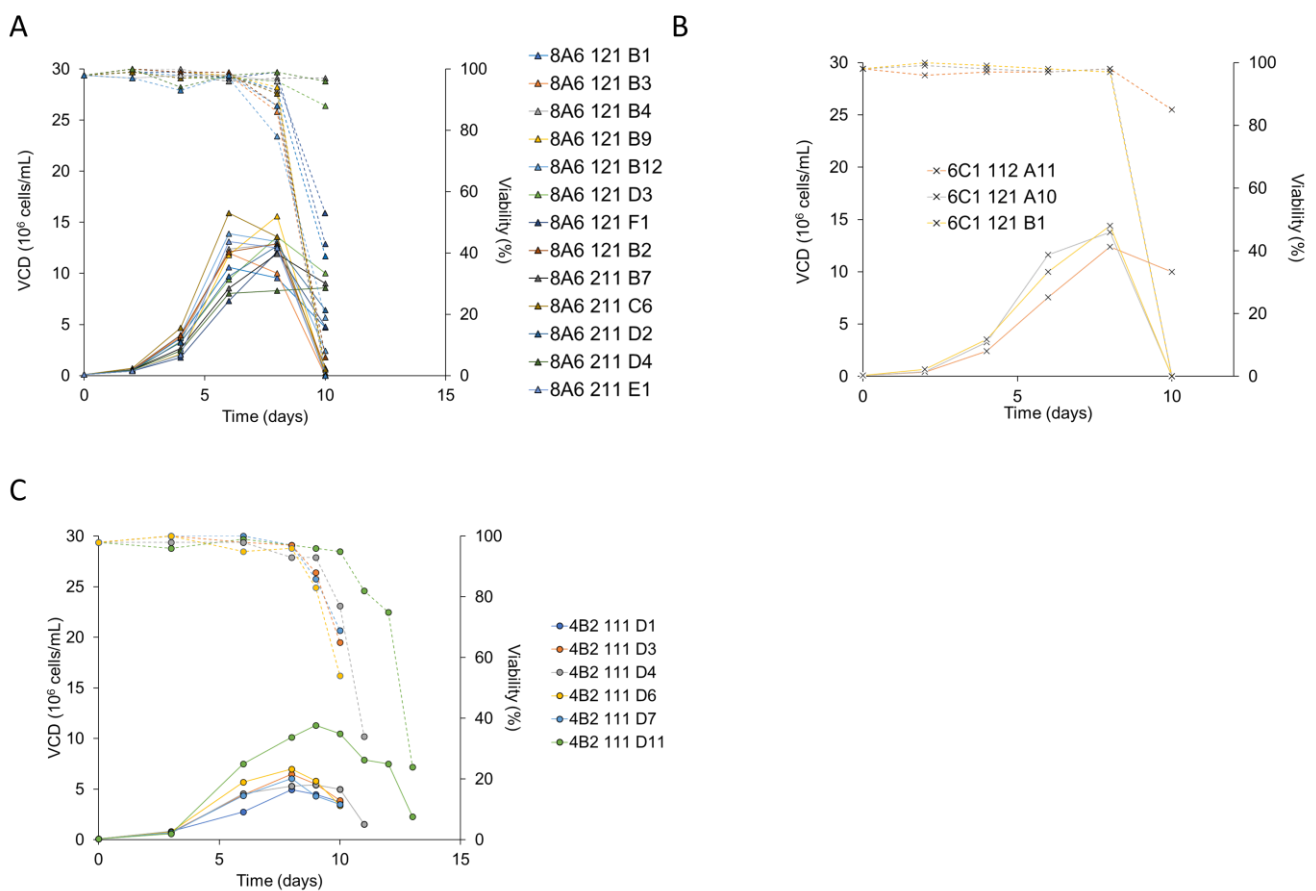 A
30
25
20
15
10
5
0
VCD (10⁶ cells/mL)
100
80
60
40
20
0
Viability (%)
0
5
10
15
Time (days)
8A6 121 B1
8A6 121 B3
8A6 121 B4
8A6 121 B9
8A6 121 B12
8A6 121 D3
8A6 121 F1
8A6 121 B2
8A6 211 B7
8A6 211 C6
8A6 211 D2
8A6 211 D4
8A6 211 E1
B
30
25
20
15
10
5
0
VCD (10⁶ cells/mL)
6C1 112 A11
6C1 121 A10
6C1 121 B1
100
80
60
40
20
0
Viability (%)
0
5
10
Time (days)
C
30
25
20
15
10
5
0
VCD (10⁶ cells/mL)
100
80
60
40
20
0
Viability (%)
0
5
10
15
Time (days)
4B2 111 D1
4B2 111 D3
4B2 111 D4
4B2 111 D6
4B2 111 D7
4B2 111 D11